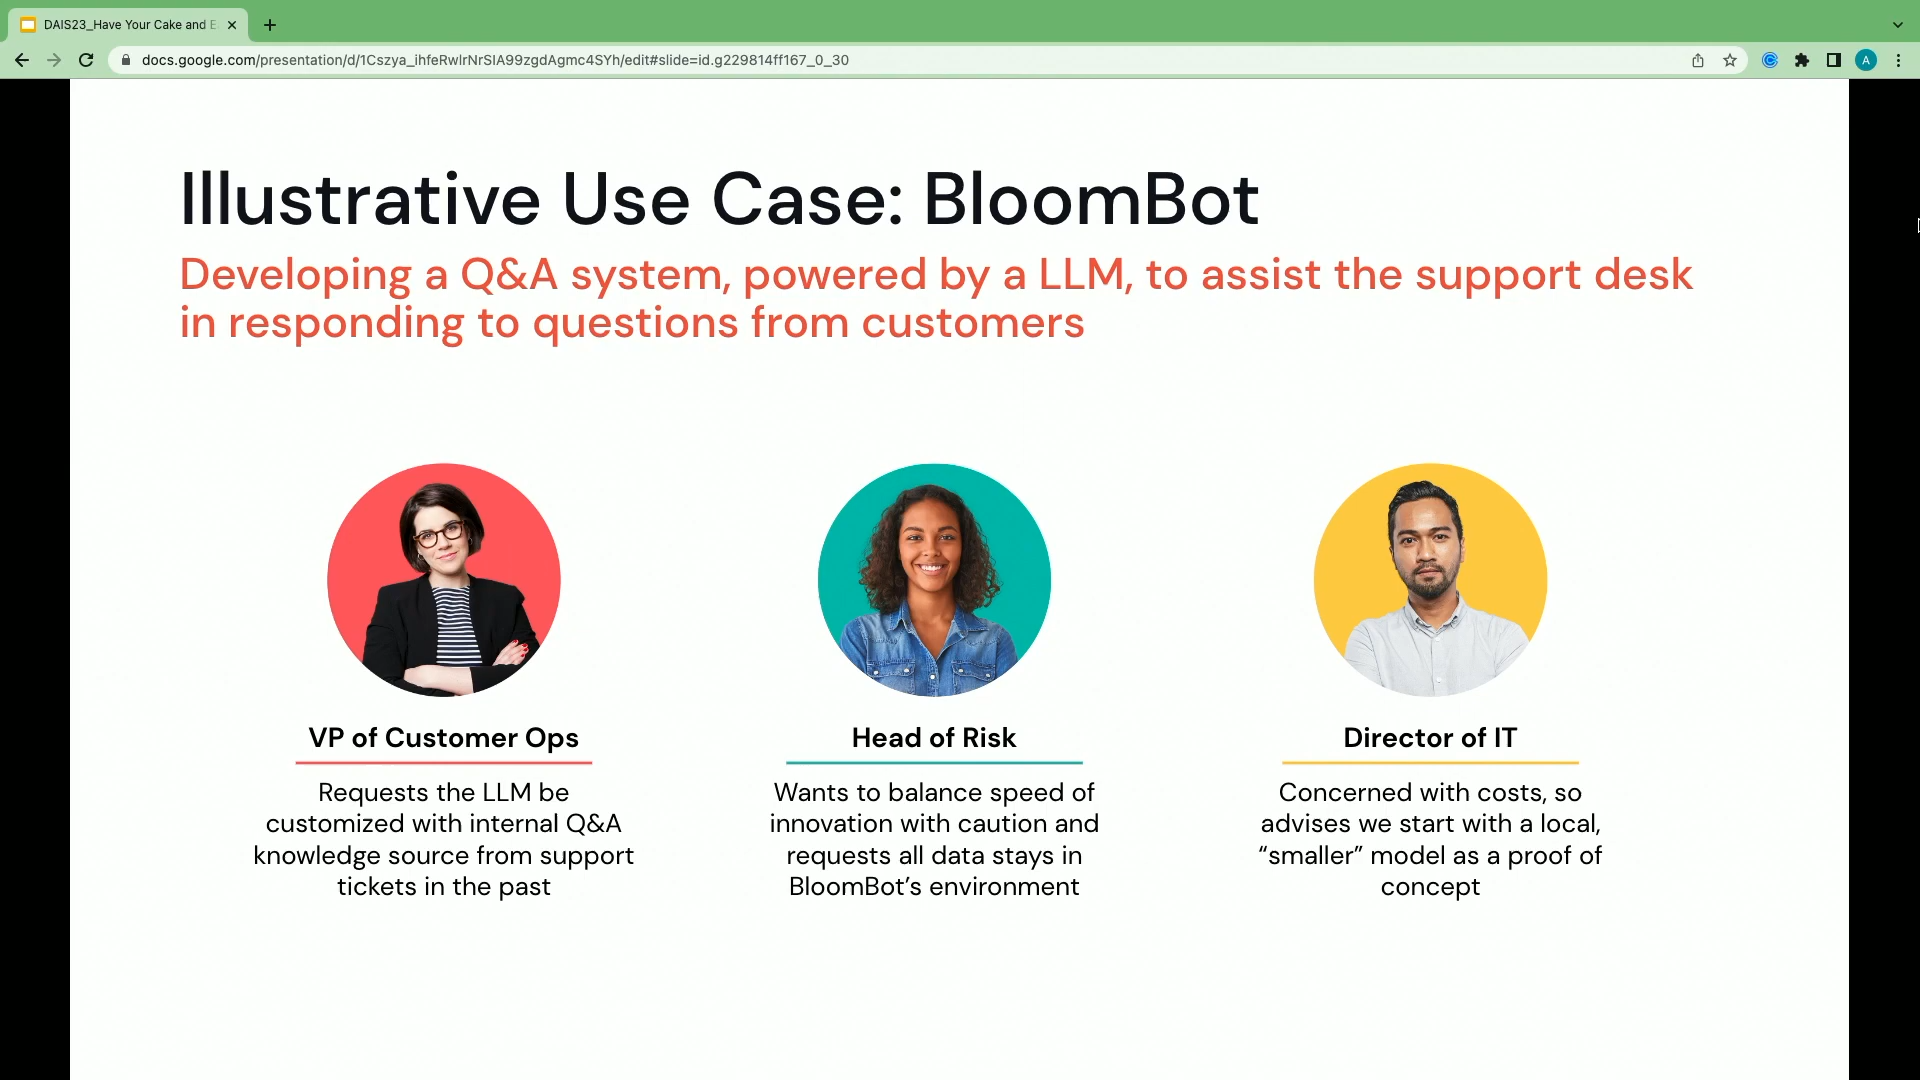 DAIS23_Have Your Cake and E
docs.google.com/presentation/d/1Cszya_ihfeRwlrNrSIA99zgdAgmc4SYh/edit#slide=id.g229814ff167_0_30
A
Illustrative Use Case: BloomBot
Developing a Q&A system, powered by a LLM, to assist the support desk
in responding to questions from customers
VP of Customer Ops
Requests the LLM be
customized with internal Q&A
knowledge source from support
tickets in the past
Head of Risk
Wants to balance speed of
innovation with caution and
requests all data stays in
BloomBot’s environment
Director of IT
Concerned with costs, so
advises we start with a local,
“smaller” model as a proof of
concept